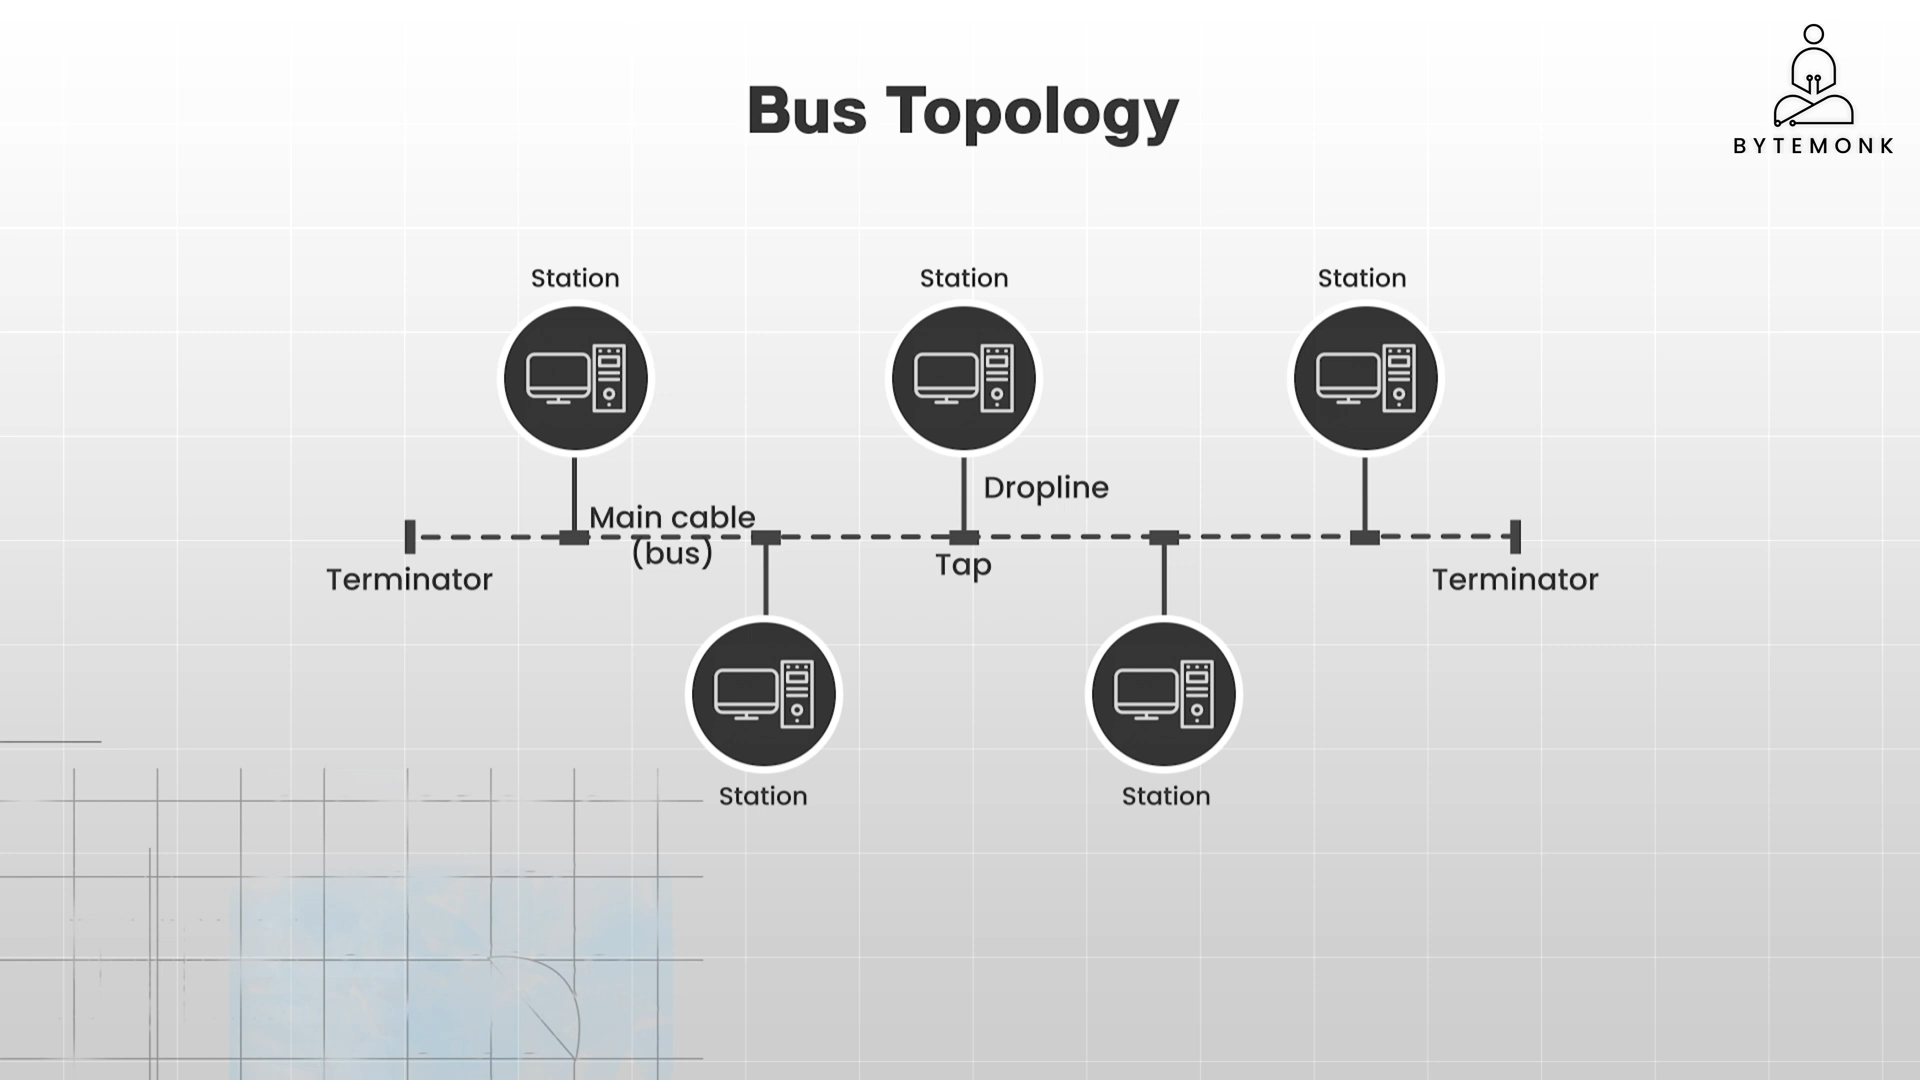 Bus Topology
BYTEMONK
Station
Station
Station
Dropline
Main cable
(bus)
Tap
Terminator
Terminator
Station
Station